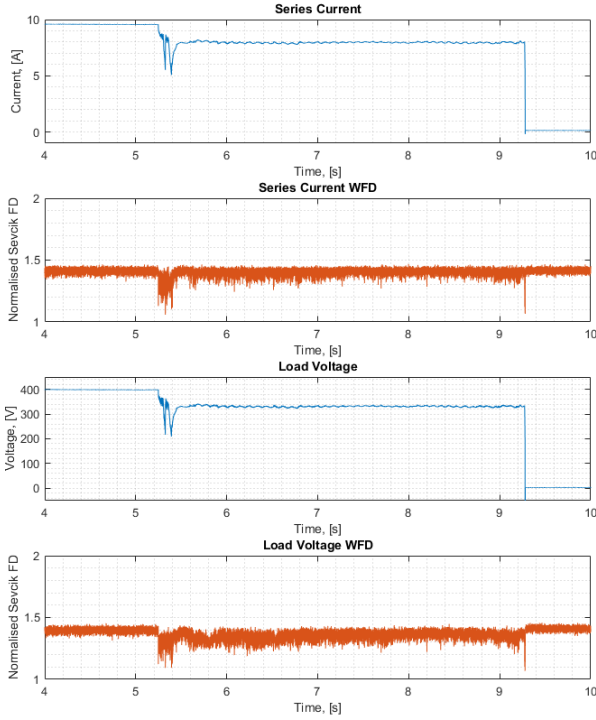 Series Current
10
5
0
Current, [A]
4 5 6 7 8 9 10
Time, [s]
Series Current WFD
2
1.5
1
Normalised Sevcik FD
4 5 6 7 8 9 10
Time, [s]
Load Voltage
400
300
200
100
0
Voltage, [V]
4 5 6 7 8 9 10
Time, [s]
Load Voltage WFD
2
1.5
1
Normalised Sevcik FD
4 5 6 7 8 9 10
Time, [s]